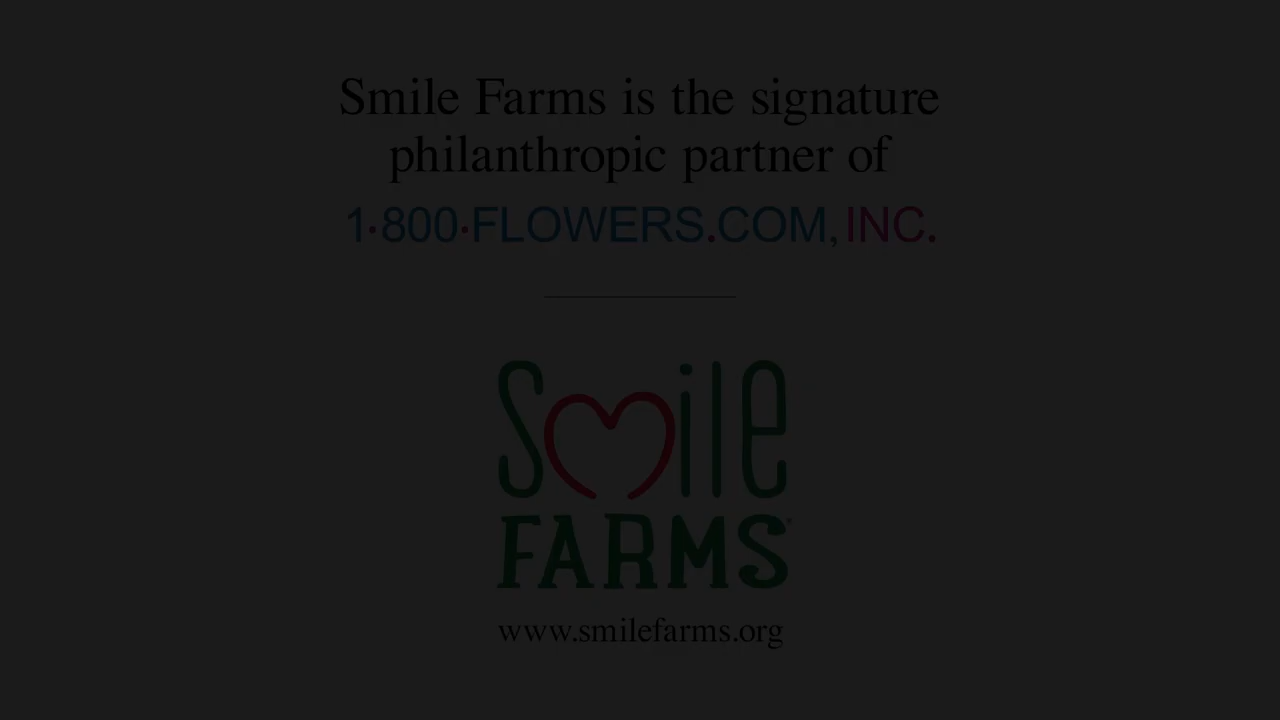 Smile Farms is the signature
philanthropic partner of
1·800·FLOWERS.COM, INC.
Smile
FARMS®
www.smilefarms.org